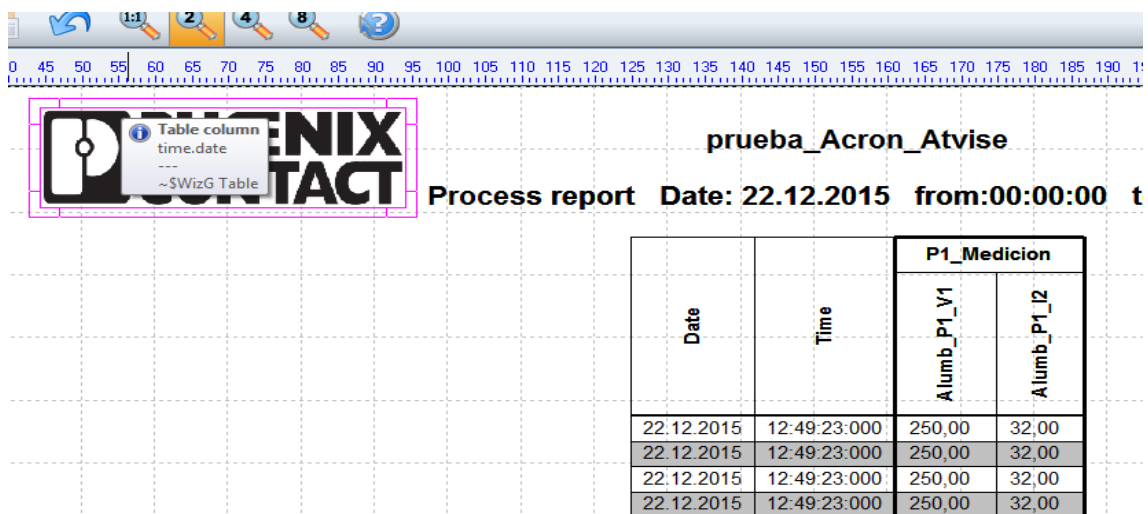 1:1 2 4 8 ?
0 45 50 55 60 65 70 75 80 85 90 95 100 105 110 115 120 125 130 135 140 145 150 155 160 165 170 175 180 185 190
PHOENIX
CONTACT
Table column
time.date
---
~$WizG Table
prueba_Acron_Atvise
Process report Date: 22.12.2015 from:00:00:00 t
P1_Medicion
Date Time Alumb_P1_V1 Alumb_P1_I2
22.12.2015 12:49:23:000 250,00 32,00
22.12.2015 12:49:23:000 250,00 32,00
22.12.2015 12:49:23:000 250,00 32,00
22.12.2015 12:49:23:000 250,00 32,00